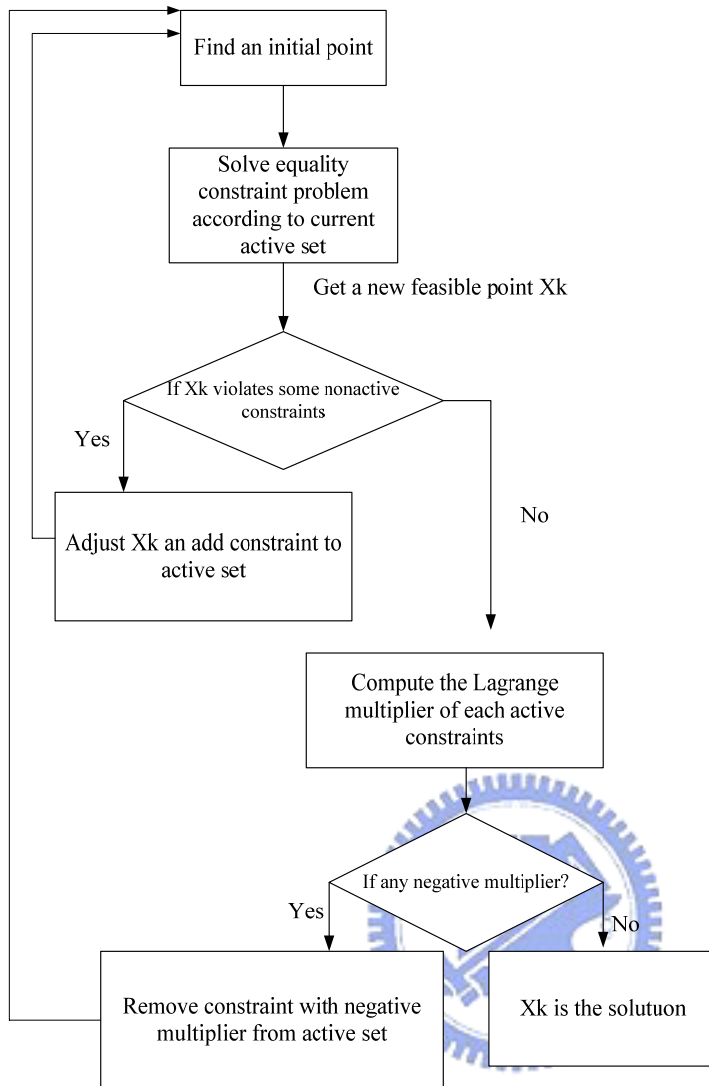 Find an initial point
Solve equality
constraint problem
according to current
active set
Get a new feasible point Xk
If Xk violates some nonactive
constraints
Yes
No
Adjust Xk an add constraint to
active set
Compute the Lagrange
multiplier of each active
constraints
If any negative multiplier?
Yes
No
Remove constraint with negative
multiplier from active set
Xk is the solutuon